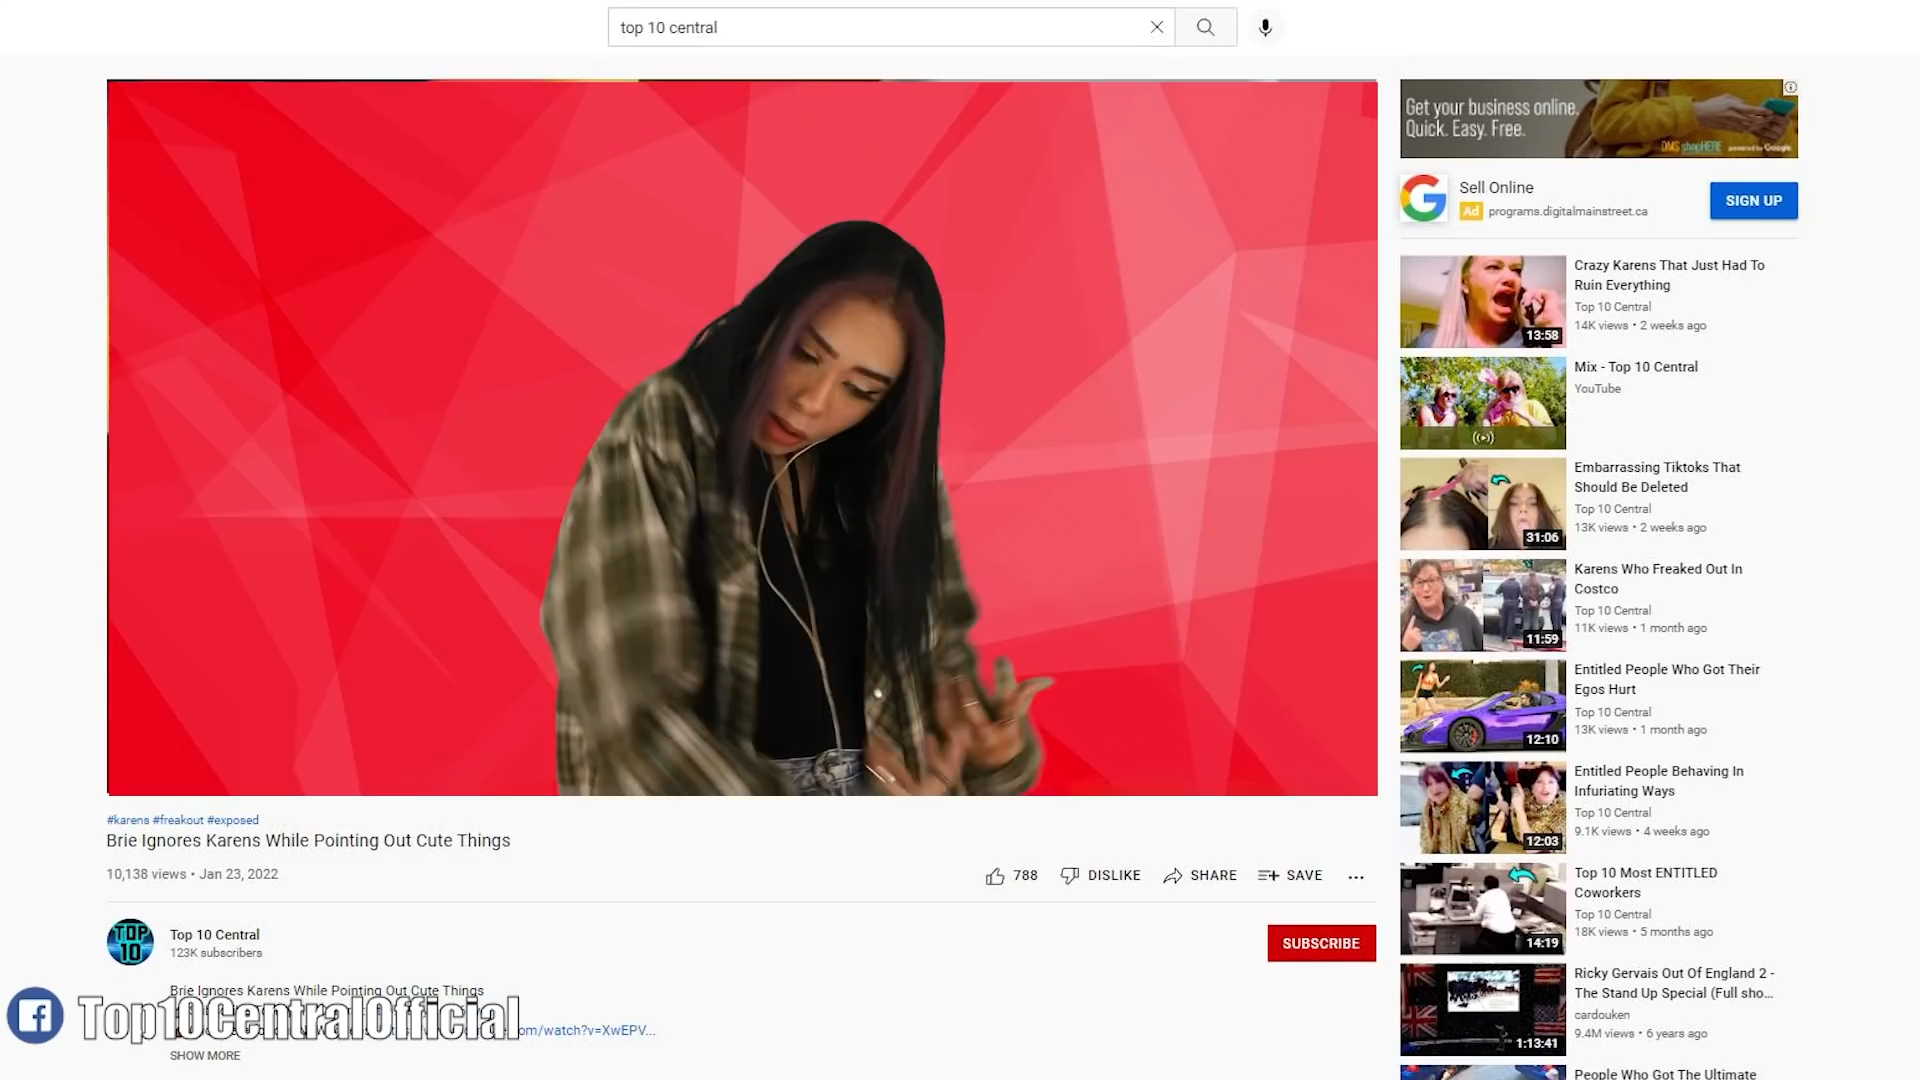 top 10 central
Get your business online.
Quick. Easy. Free.
DMS shopHERE powered by Google
Sell Online
Ad programs.digitalmainstreet.ca
SIGN UP
Crazy Karens That Just Had To
Ruin Everything
Top 10 Central
14K views • 2 weeks ago
13:58
Mix - Top 10 Central
YouTube
Embarrassing Tiktoks That
Should Be Deleted
Top 10 Central
13K views • 2 weeks ago
31:06
Karens Who Freaked Out In
Costco
Top 10 Central
11K views • 1 month ago
11:59
Entitled People Who Got Their
Egos Hurt
Top 10 Central
13K views • 1 month ago
12:10
Entitled People Behaving In
Infuriating Ways
Top 10 Central
9.1K views • 4 weeks ago
12:03
Top 10 Most ENTITLED
Coworkers
Top 10 Central
18K views • 5 months ago
14:19
Ricky Gervais Out Of England 2 -
The Stand Up Special (Full sho...
cardouken
9.4M views • 6 years ago
1:13:41
People Who Got The Ultimate
#karens #freakout #exposed
Brie Ignores Karens While Pointing Out Cute Things
10,138 views • Jan 23, 2022
788 DISLIKE SHARE SAVE ...
TOP
10
Top 10 Central
123K subscribers
SUBSCRIBE
Brie Ignores Karens While Pointing Out Cute Things
Top10CentralOfficial
om/watch?v=XwEPV...
SHOW MORE